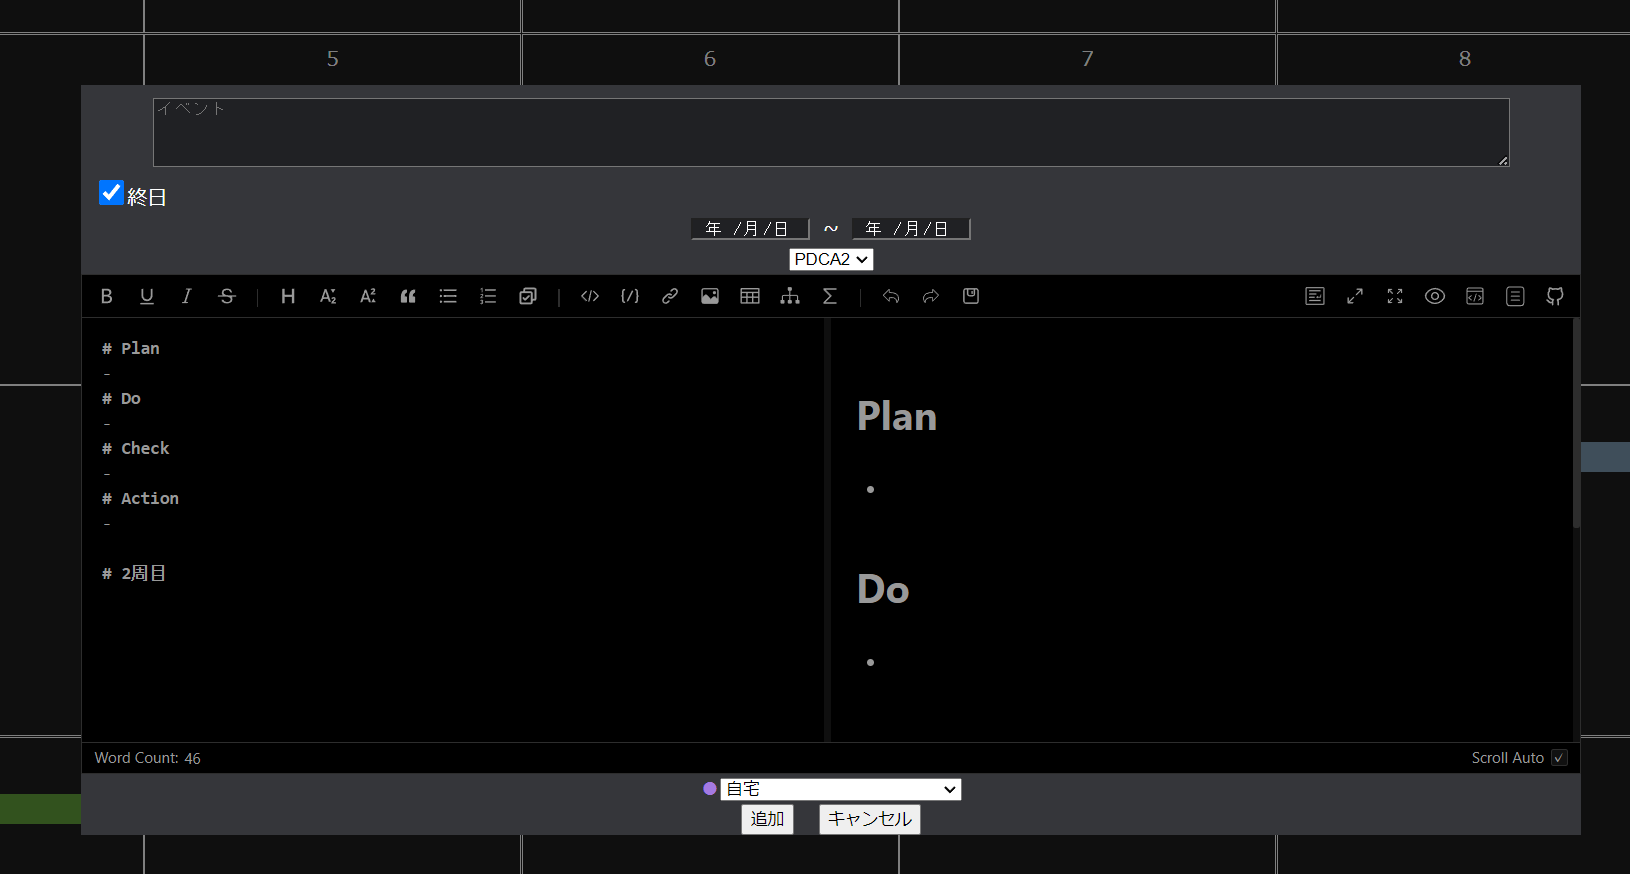 5 6 7 8
イベント
終日
年 /月/日 ~ 年 /月/日
PDCA2
# Plan
-
# Do
-
# Check
-
# Action
-
# 2周目
Plan
Do
Word Count: 46
Scroll Auto
自宅
追加 キャンセル